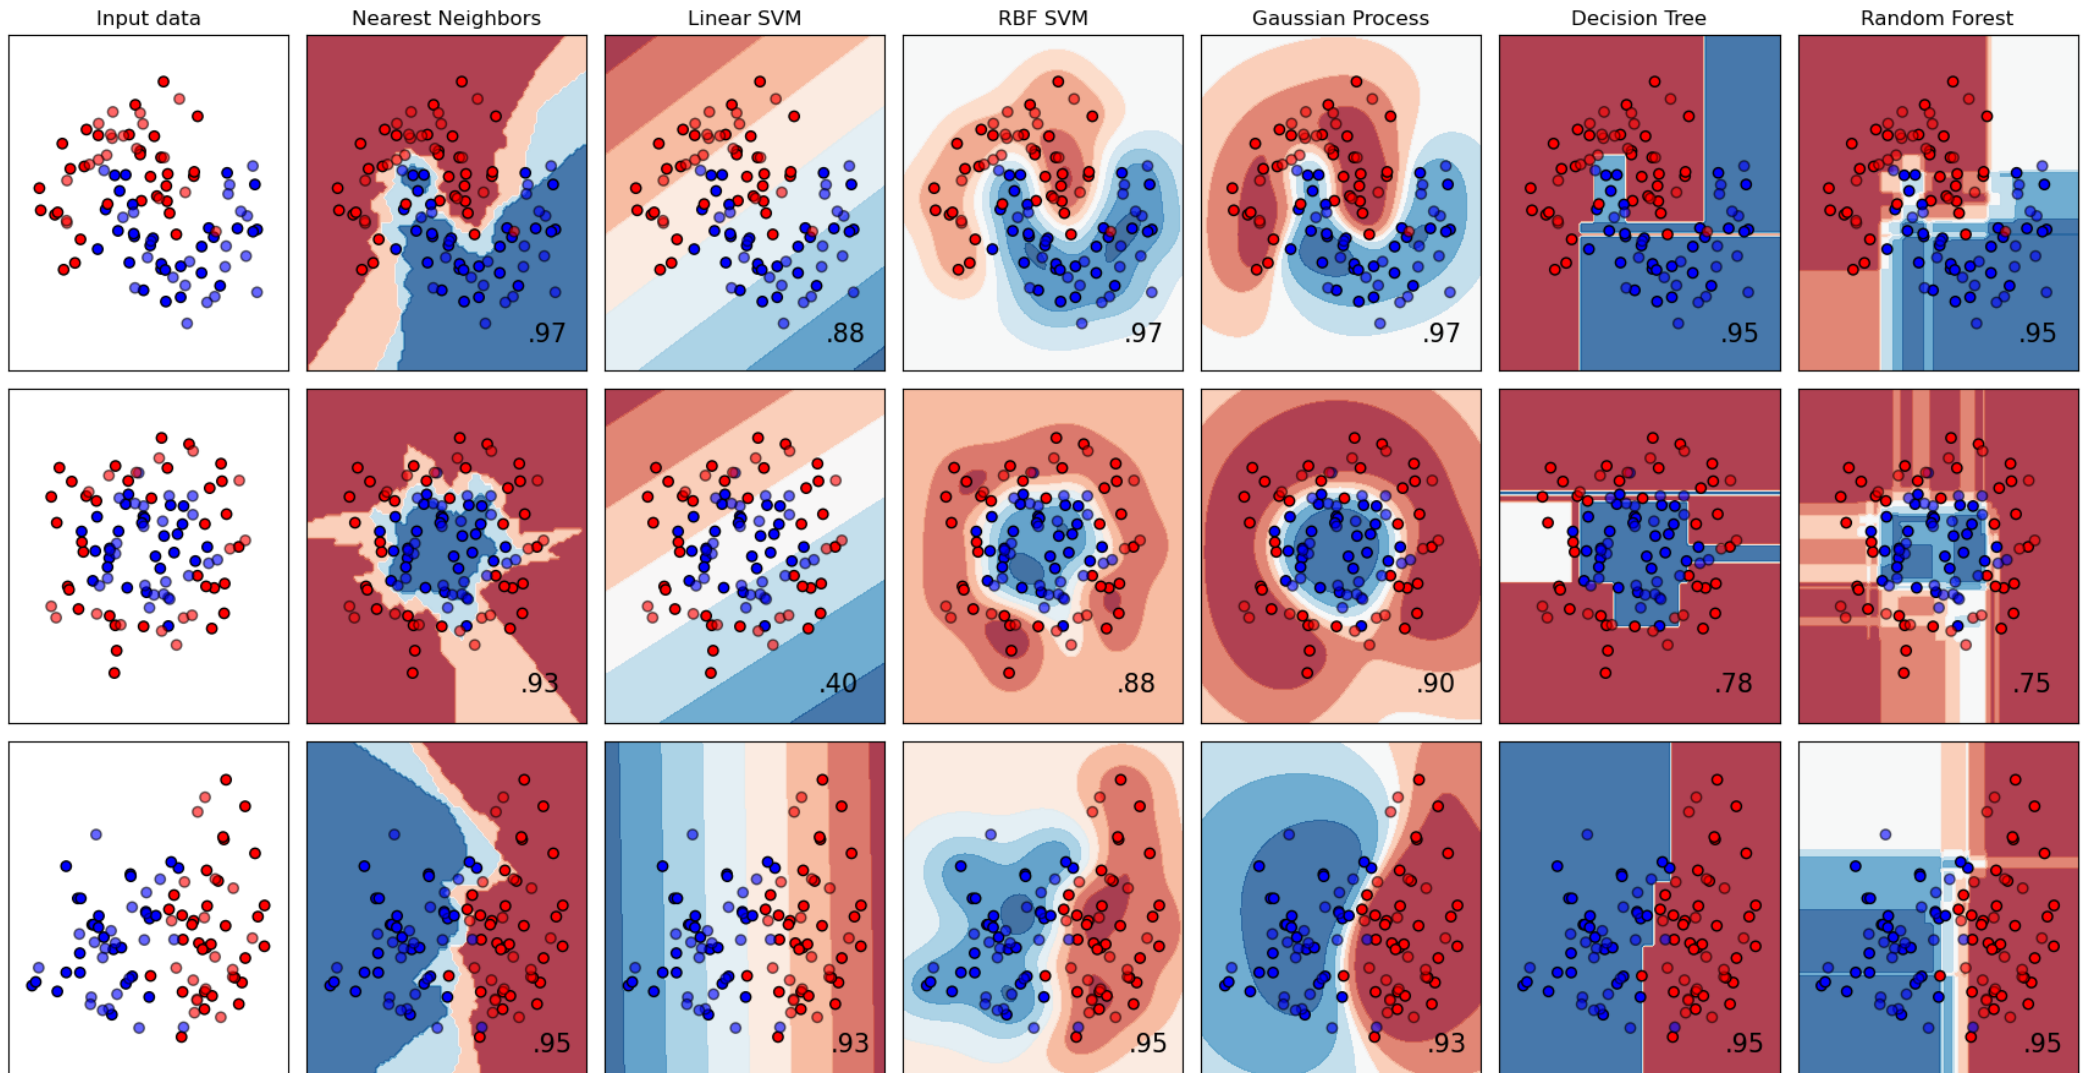 Input data Nearest Neighbors Linear SVM RBF SVM Gaussian Process Decision Tree Random Forest
.97 .88 .97 .97 .95 .95
.93 .40 .88 .90 .78 .75
.95 .93 .95 .93 .95 .95